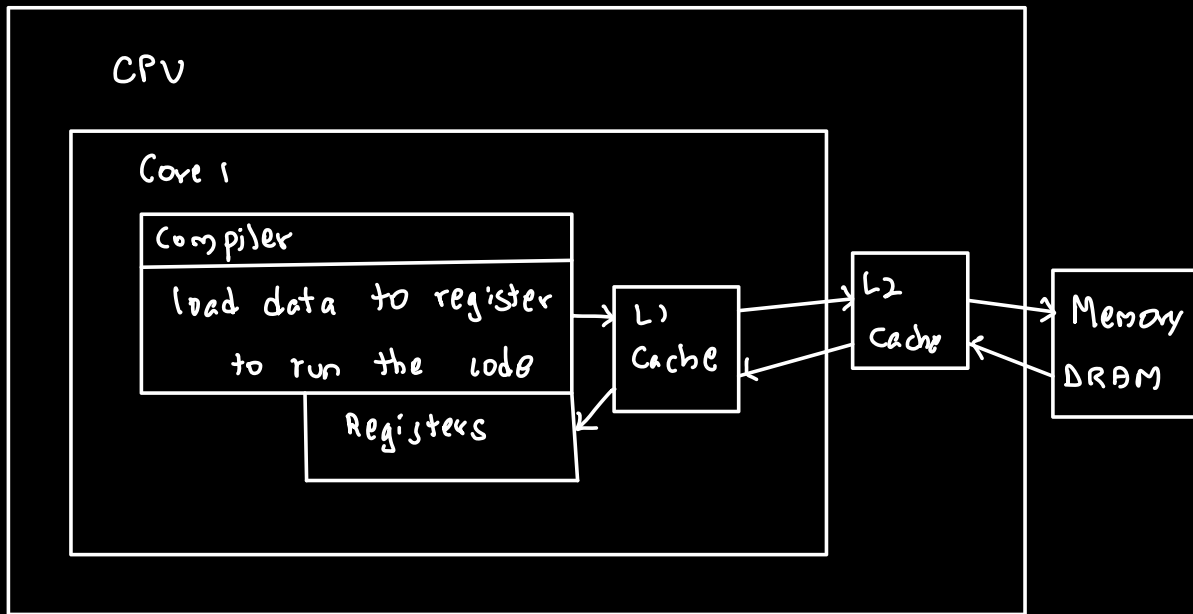 CPU
Core 1
Compiler
load data to register
to run the code
Registers
L1
Cache
L2
Cache
Memory
DRAM